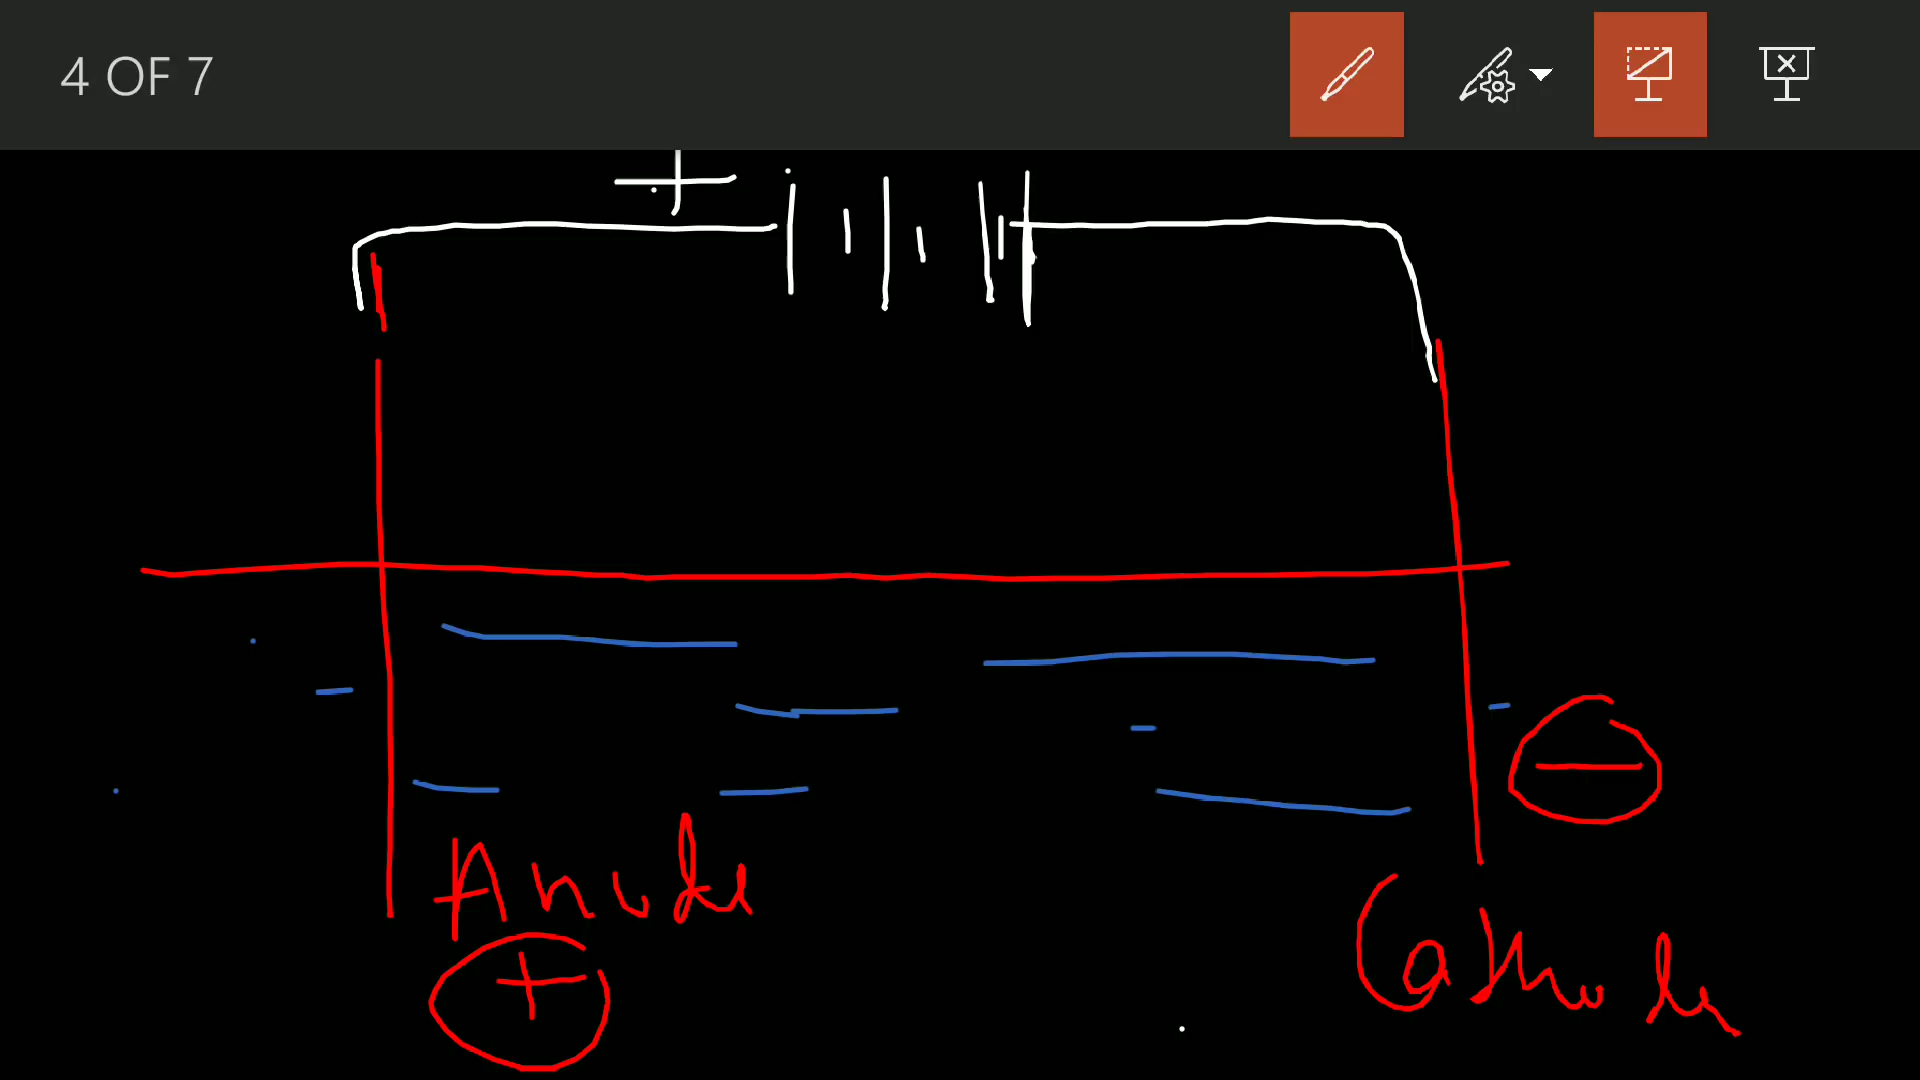 4 OF 7
+
−
Anode
+
Cathode